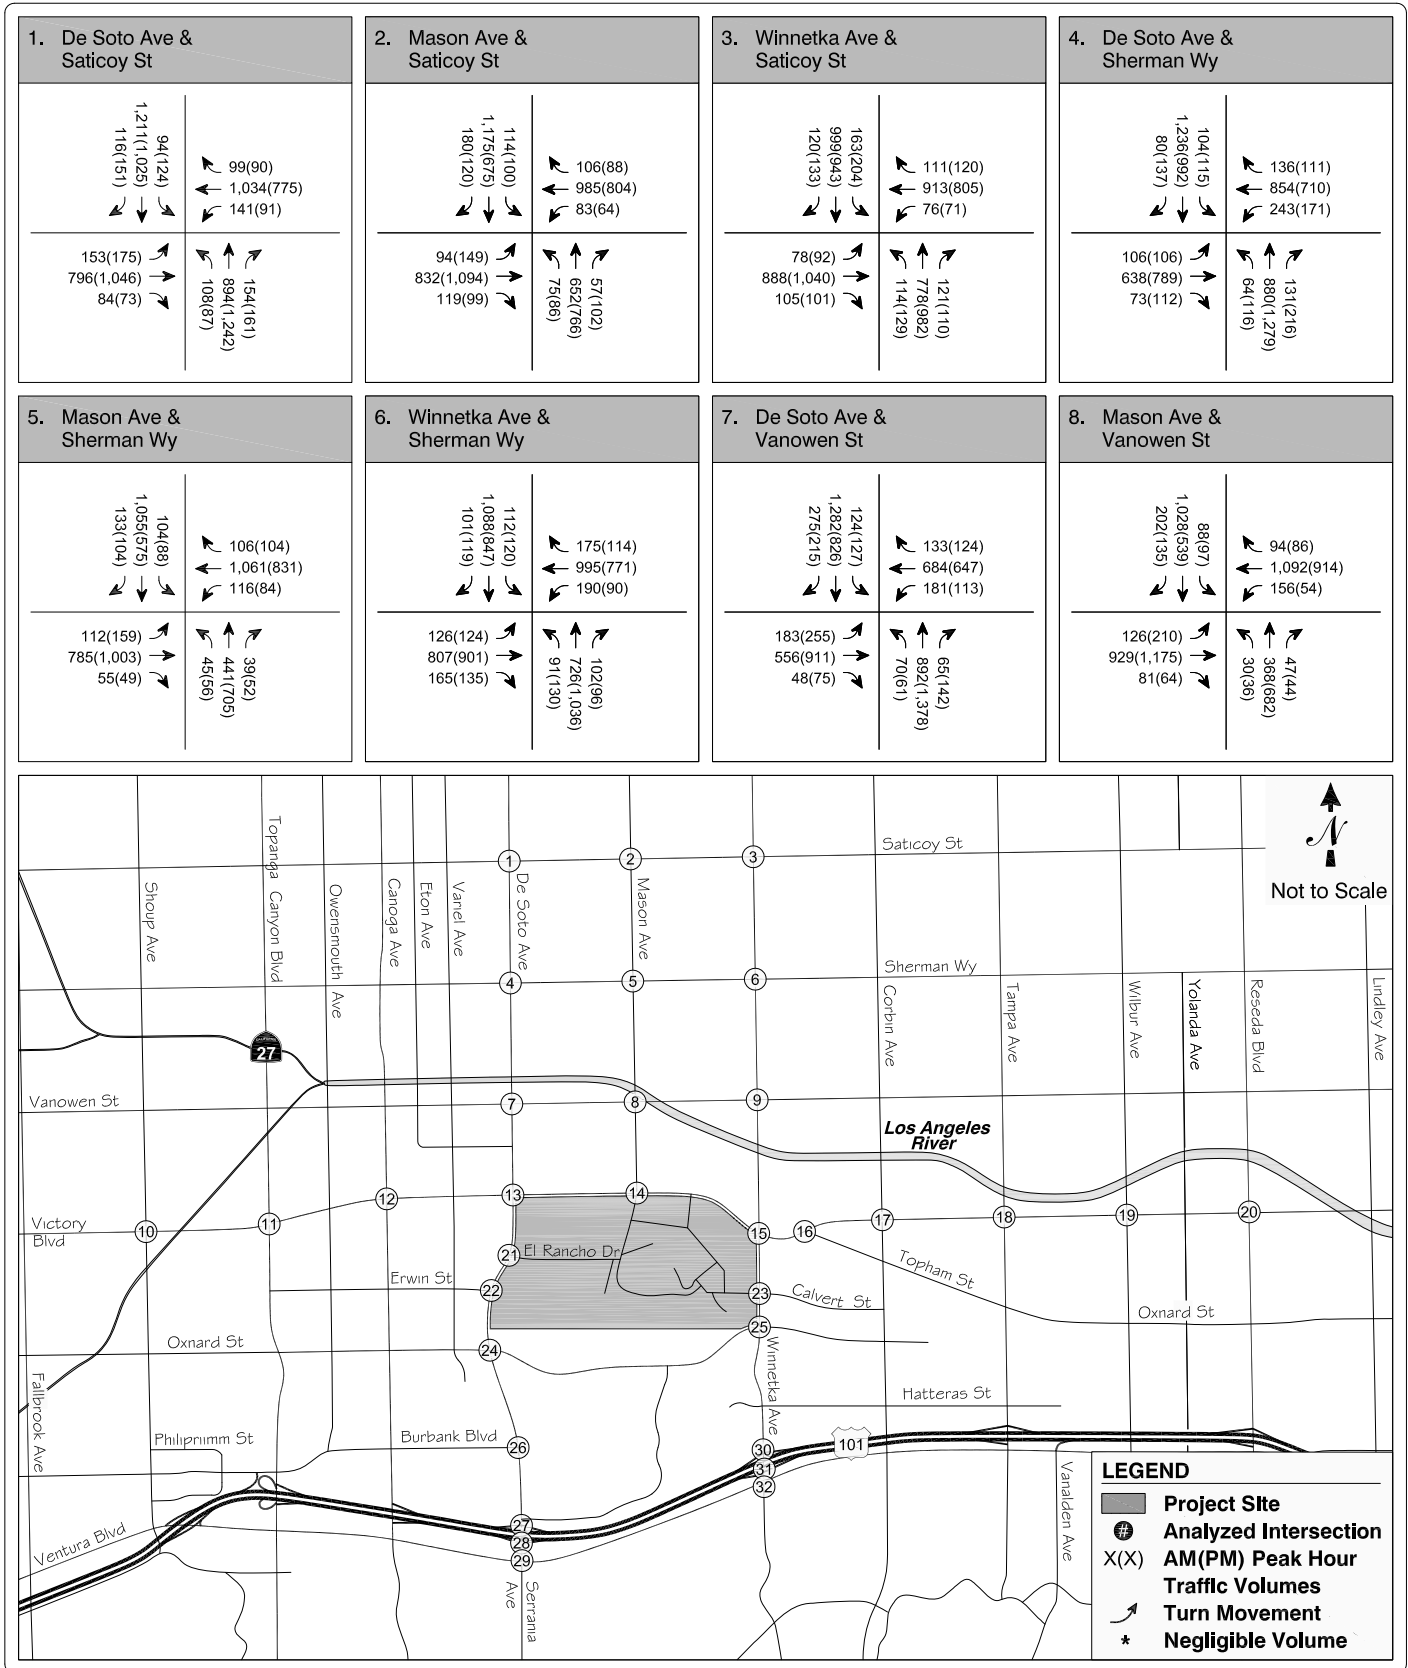 1. De Soto Ave &
Saticoy St
1,211(1,025)
116(151)
94(124)
99(90)
1,034(775)
141(91)
153(175)
796(1,046)
84(73)
108(87)
894(1,242)
154(161)
2. Mason Ave &
Saticoy St
180(120)
1,175(675)
114(100)
106(88)
985(804)
83(64)
94(149)
832(1,094)
119(99)
75(86)
652(766)
57(102)
3. Winnetka Ave &
Saticoy St
120(133)
999(943)
163(204)
111(120)
913(805)
76(71)
78(92)
888(1,040)
105(101)
114(129)
778(982)
121(110)
4. De Soto Ave &
Sherman Wy
80(137)
1,236(992)
104(115)
136(111)
854(710)
243(171)
106(106)
638(789)
73(112)
64(116)
880(1,279)
131(216)
5. Mason Ave &
Sherman Wy
133(104)
1,055(575)
104(88)
106(104)
1,061(831)
116(84)
112(159)
785(1,003)
55(49)
45(56)
441(705)
39(52)
6. Winnetka Ave &
Sherman Wy
101(119)
1,088(847)
112(120)
175(114)
995(771)
190(90)
126(124)
807(901)
165(135)
91(130)
726(1,036)
102(96)
7. De Soto Ave &
Vanowen St
275(215)
1,282(826)
124(127)
133(124)
684(647)
181(113)
183(255)
556(911)
48(75)
70(61)
892(1,378)
65(142)
8. Mason Ave &
Vanowen St
202(135)
1,028(539)
88(97)
94(86)
1,092(914)
156(54)
126(210)
929(1,175)
81(64)
30(36)
368(682)
47(44)
N
Not to Scale
Saticoy St
1
2
3
Shoup Ave
Topanga Canyon Blvd
Owensmouth Ave
Canoga Ave
Eton Ave
Variel Ave
De Soto Ave
Mason Ave
Sherman Wy
4
5
6
Corbin Ave
Tampa Ave
Wilbur Ave
Yolanda Ave
Reseda Blvd
Lindley Ave
27
Vanowen St
7
8
9
Los Angeles
River
Victory
Blvd
10
11
12
13
14
15
16
17
18
19
20
21
El Rancho Dr
Topham St
Erwin St
22
23
Calvert St
Oxnard St
Oxnard St
24
25
Winnetka Ave
Fallbrook Ave
Hatteras St
Philiprimm St
Burbank Blvd
26
30
101
31
32
Ventura Blvd
27
28
29
Serrania
Ave
Vanalden Ave
LEGEND
Project SIte
# Analyzed Intersection
X(X) AM(PM) Peak Hour
Traffic Volumes
Turn Movement
* Negligible Volume